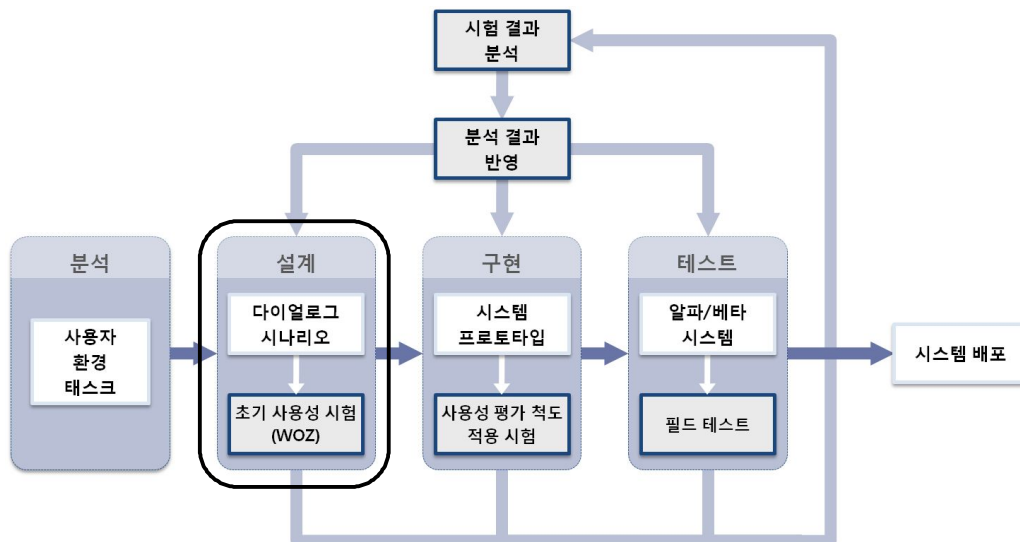 시험 결과
분석
분석 결과
반영
분석
사용자
환경
태스크
설계
다이얼로그
시나리오
초기 사용성 시험
(WOZ)
구현
시스템
프로토타입
사용성 평가 척도
적용 시험
테스트
알파/베타
시스템
필드 테스트
시스템 배포